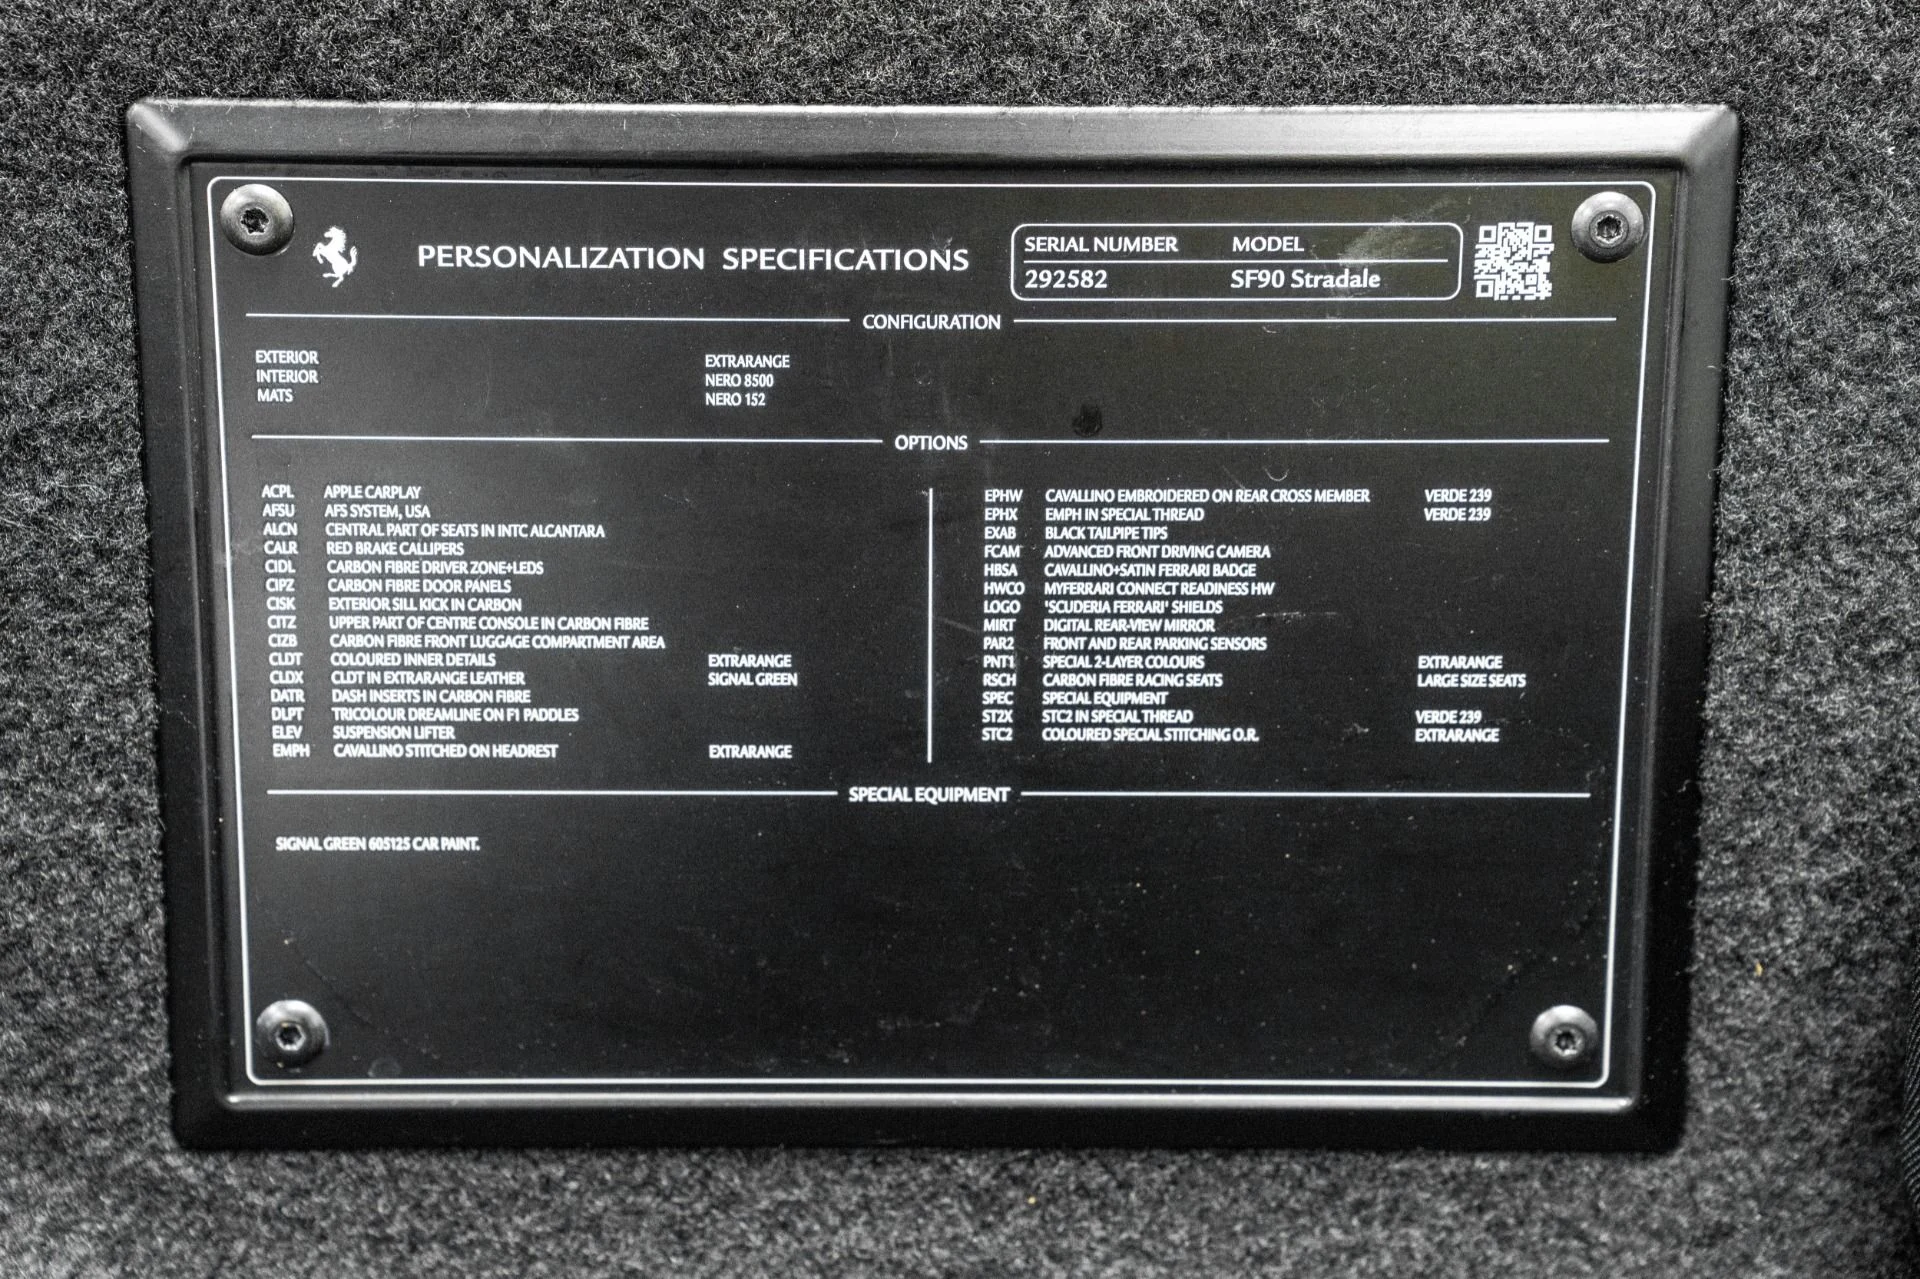 PERSONALIZATION SPECIFICATIONS
SERIAL NUMBER MODEL
292582 SF90 Stradale
CONFIGURATION
EXTERIOR EXTRARANGE
INTERIOR NERO 8500
MATS NERO 152
OPTIONS
ACPL APPLE CARPLAY
AFSU AFS SYSTEM, USA
ALCN CENTRAL PART OF SEATS IN INTC ALCANTARA
CALR RED BRAKE CALLIPERS
CIDL CARBON FIBRE DRIVER ZONE+LEDS
CIPZ CARBON FIBRE DOOR PANELS
CISK EXTERIOR SILL KICK IN CARBON
CITZ UPPER PART OF CENTRE CONSOLE IN CARBON FIBRE
CIZB CARBON FIBRE FRONT LUGGAGE COMPARTMENT AREA
CLDT COLOURED INNER DETAILS EXTRARANGE
CLDX CLDT IN EXTRARANGE LEATHER SIGNAL GREEN
DATR DASH INSERTS IN CARBON FIBRE
DLPT TRICOLOUR DREAMLINE ON F1 PADDLES
ELEV SUSPENSION LIFTER
EMPH CAVALLINO STITCHED ON HEADREST EXTRARANGE
EPHW CAVALLINO EMBROIDERED ON REAR CROSS MEMBER VERDE 239
EPHX EMPH IN SPECIAL THREAD VERDE 239
EXAB BLACK TAILPIPE TIPS
FCAM ADVANCED FRONT DRIVING CAMERA
HBSA CAVALLINO+SATIN FERRARI BADGE
HWCO MYFERRARI CONNECT READINESS HW
LOGO 'SCUDERIA FERRARI' SHIELDS
MIRT DIGITAL REAR-VIEW MIRROR
PAR2 FRONT AND REAR PARKING SENSORS
PNT1 SPECIAL 2-LAYER COLOURS EXTRARANGE
RSCH CARBON FIBRE RACING SEATS LARGE SIZE SEATS
SPEC SPECIAL EQUIPMENT
ST2X STC2 IN SPECIAL THREAD VERDE 239
STC2 COLOURED SPECIAL STITCHING O.R. EXTRARANGE
SPECIAL EQUIPMENT
SIGNAL GREEN 605125 CAR PAINT.